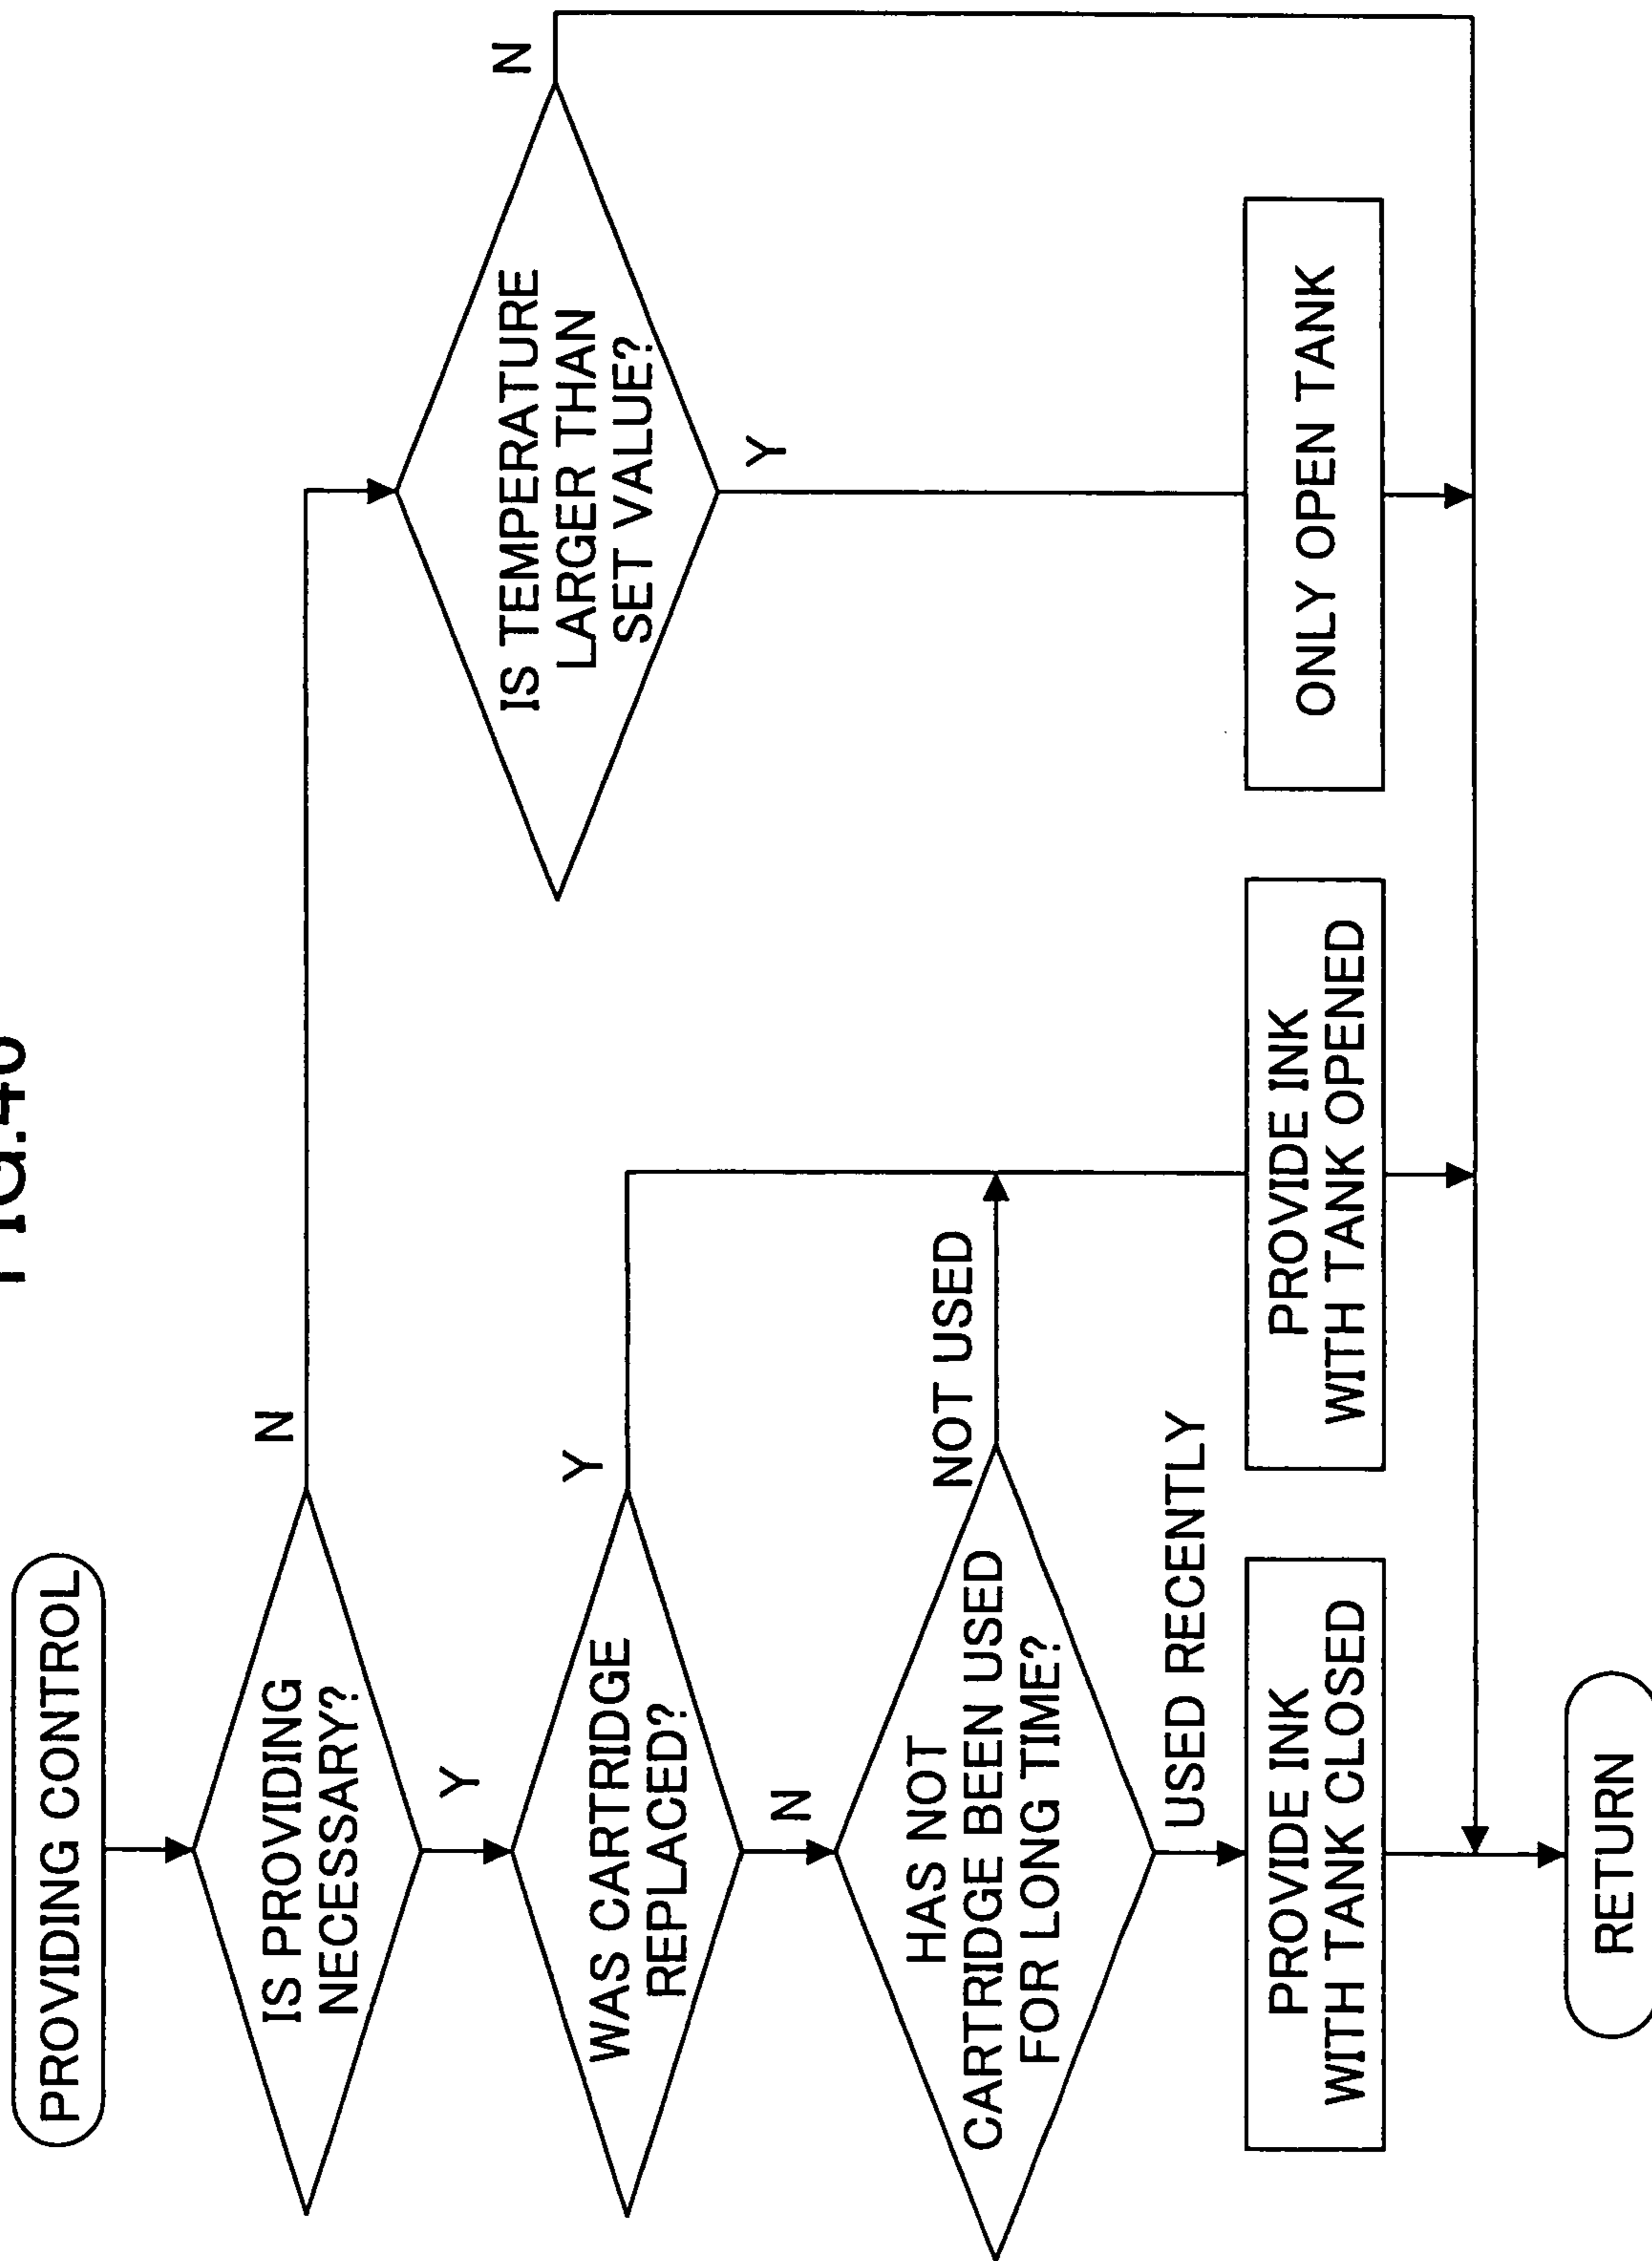 PROVIDING CONTROL
IS PROVIDING
NECESSARY?
N
Y
WAS CARTRIDGE
REPLACED?
Y
N
HAS NOT
CARTRIDGE BEEN USED
FOR LONG TIME?
NOT USED
USED RECENTLY
IS TEMPERATURE
LARGER THAN
SET VALUE?
N
Y
PROVIDE INK
WITH TANK CLOSED
PROVIDE INK
WITH TANK OPENED
ONLY OPEN TANK
RETURN